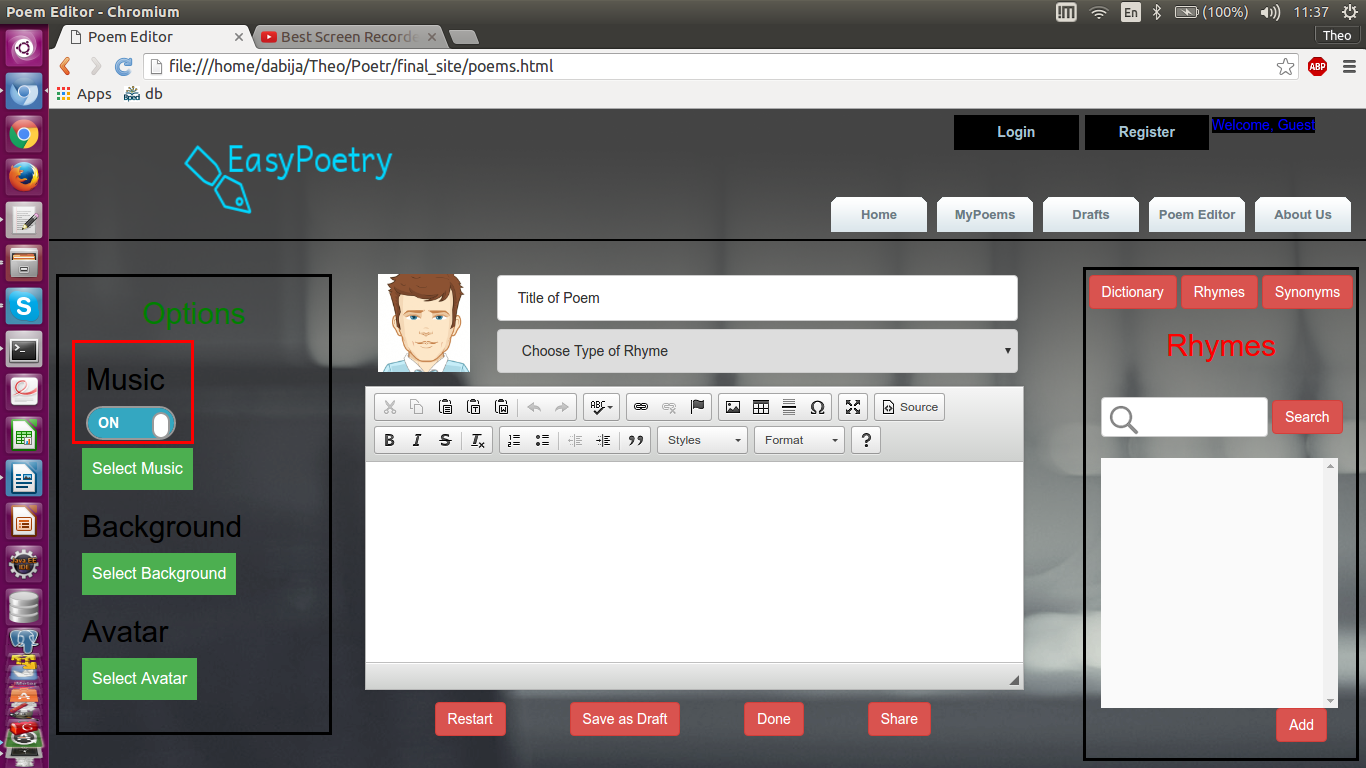 Poem Editor - Chromium
En
(100%)
11:37
Poem Editor
Best Screen Recorde
Theo
file:///home/dabija/Theo/Poetr/final_site/poems.html
ABP
Apps
db
Login
Register
Welcome, Guest
EasyPoetry
Home
MyPoems
Drafts
Poem Editor
About Us
Options
Music
ON
Select Music
Background
Select Background
Avatar
Select Avatar
Title of Poem
Choose Type of Rhyme
ABC
Source
B I S Tx
Styles
Format
?
Restart
Save as Draft
Done
Share
Dictionary
Rhymes
Synonyms
Rhymes
Search
Add